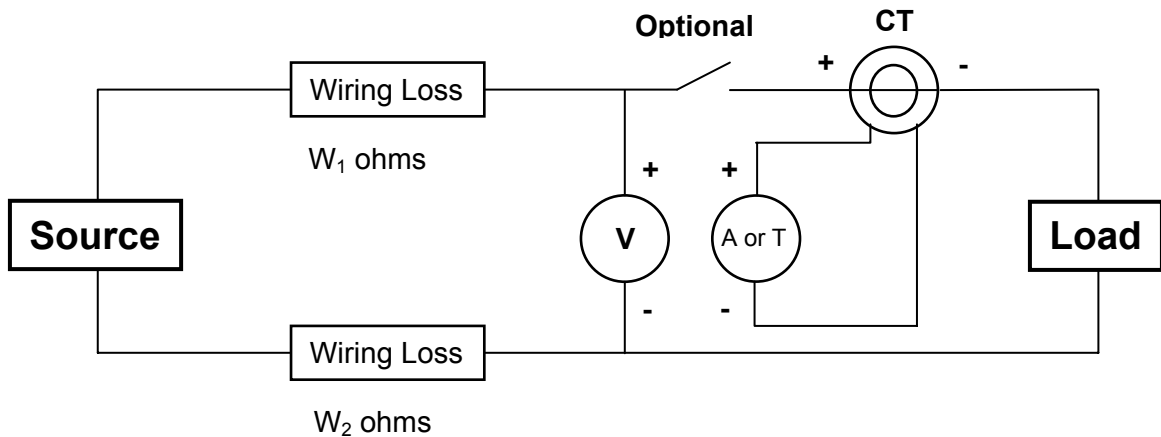 Optional
CT
+
-
Wiring Loss
W₁ ohms
+
+
Source
V
A or T
Load
-
-
Wiring Loss
W₂ ohms